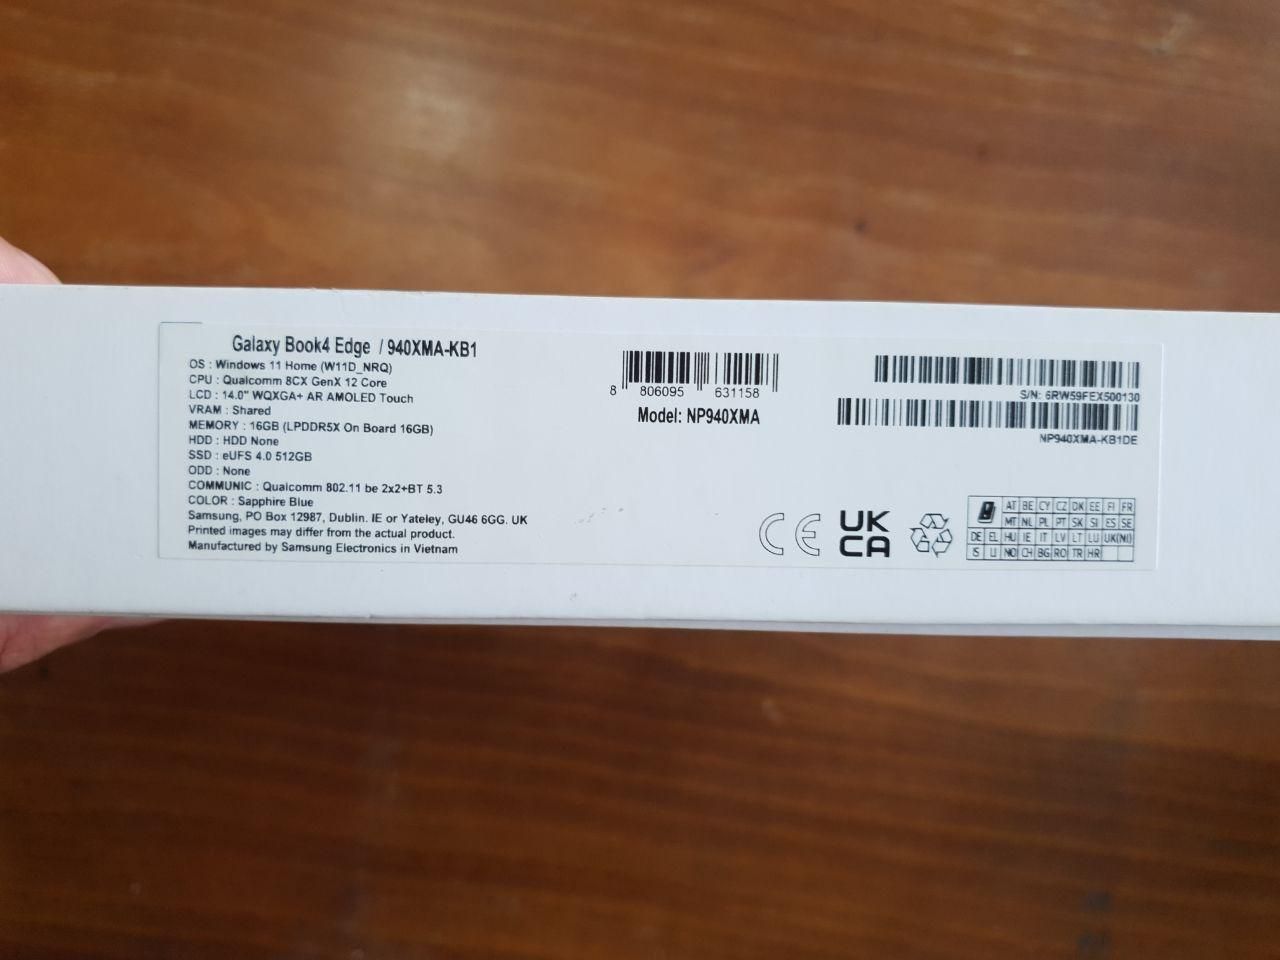 Galaxy Book4 Edge / 940XMA-KB1
OS : Windows 11 Home (W11D_NRQ)
CPU : Qualcomm 8CX GenX 12 Core
LCD : 14.0" WQXGA+ AR AMOLED Touch
VRAM : Shared
MEMORY : 16GB (LPDDR5X On Board 16GB)
HDD : HDD None
SSD : eUFS 4.0 512GB
ODD : None
COMMUNIC : Qualcomm 802.11 be 2x2+BT 5.3
COLOR : Sapphire Blue
Samsung, PO Box 12987, Dublin. IE or Yateley, GU46 6GG. UK
Printed images may differ from the actual product.
Manufactured by Samsung Electronics in Vietnam
8 806095 631158
Model: NP940XMA
S/N: 6RW59FEX500130
NP940XMA-KB1DE
CE
UK
CA
AT BE CY CZ DK EE FI FR
MT NL PL PT SK SI ES SE
DE EL HU IE IT LV LT LU UK(NI)
IS LI NO CH BG RO TR HR